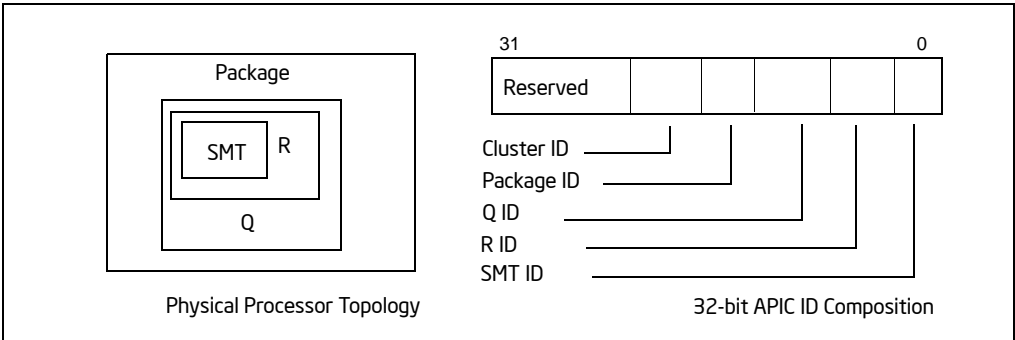 Package
SMT
R
Q
Physical Processor Topology
31
0
Reserved
Cluster ID
Package ID
Q ID
R ID
SMT ID
32-bit APIC ID Composition